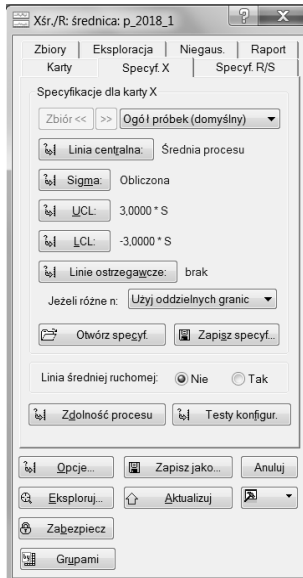 Xśr./R: średnica: p_2018_1
Zbiory Eksploracja Niegaus. Raport
Karty Specyf. X Specyf. R/S
Specyfikacje dla karty X
Zbiór << >> Ogół próbek (domyślny)
Linia centralna: Średnia procesu
Sigma: Obliczona
UCL: 3,0000 * S
LCL: -3,0000 * S
Linie ostrzegawcze: brak
Jeżeli różne n: Użyj oddzielnych granic
Otwórz specyf. Zapisz specyf...
Linia średniej ruchomej: Nie Tak
Zdolność procesu Testy konfigur.
Opcje... Zapisz jako... Anuluj
Eksploruj... Aktualizuj
Zabezpiecz
Grupami